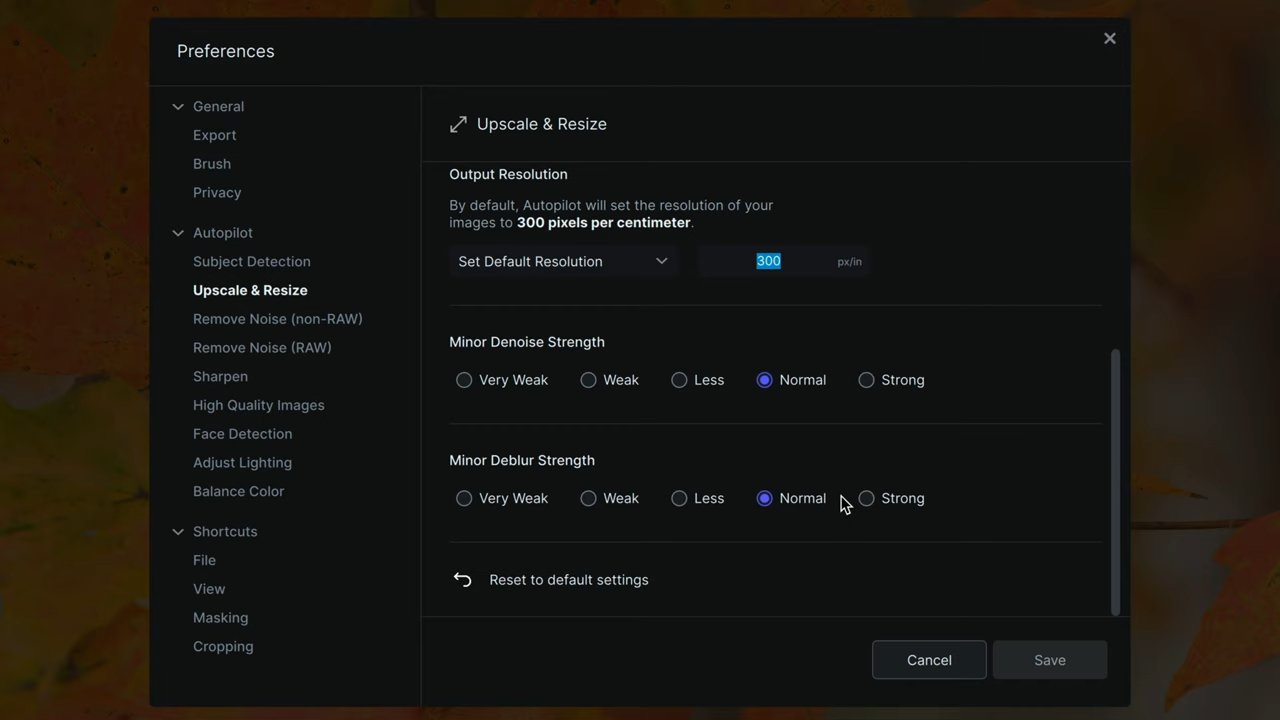 Preferences
General
Export
Brush
Privacy
Autopilot
Subject Detection
Upscale & Resize
Remove Noise (non-RAW)
Remove Noise (RAW)
Sharpen
High Quality Images
Face Detection
Adjust Lighting
Balance Color
Shortcuts
File
View
Masking
Cropping
Upscale & Resize
Output Resolution
By default, Autopilot will set the resolution of your
images to 300 pixels per centimeter.
Set Default Resolution 300 px/in
Minor Denoise Strength
Very Weak Weak Less Normal Strong
Minor Deblur Strength
Very Weak Weak Less Normal Strong
Reset to default settings
Cancel Save